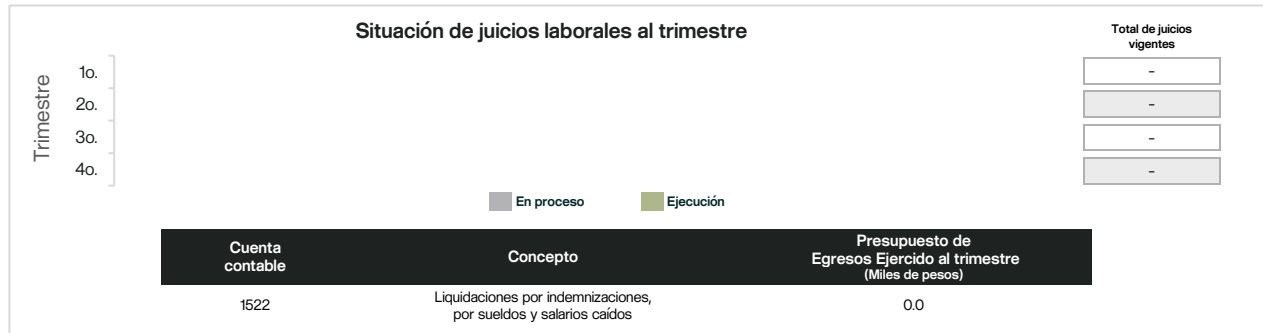 Situación de juicios laborales al trimestre
Total de juicios
vigentes
Trimestre
1o.
-
2o.
-
3o.
-
4o.
-
En proceso
Ejecución
Cuenta
contable
Concepto
Presupuesto de
Egresos Ejercido al trimestre
(Miles de pesos)
1522
Liquidaciones por indemnizaciones,
por sueldos y salarios caídos
0.0